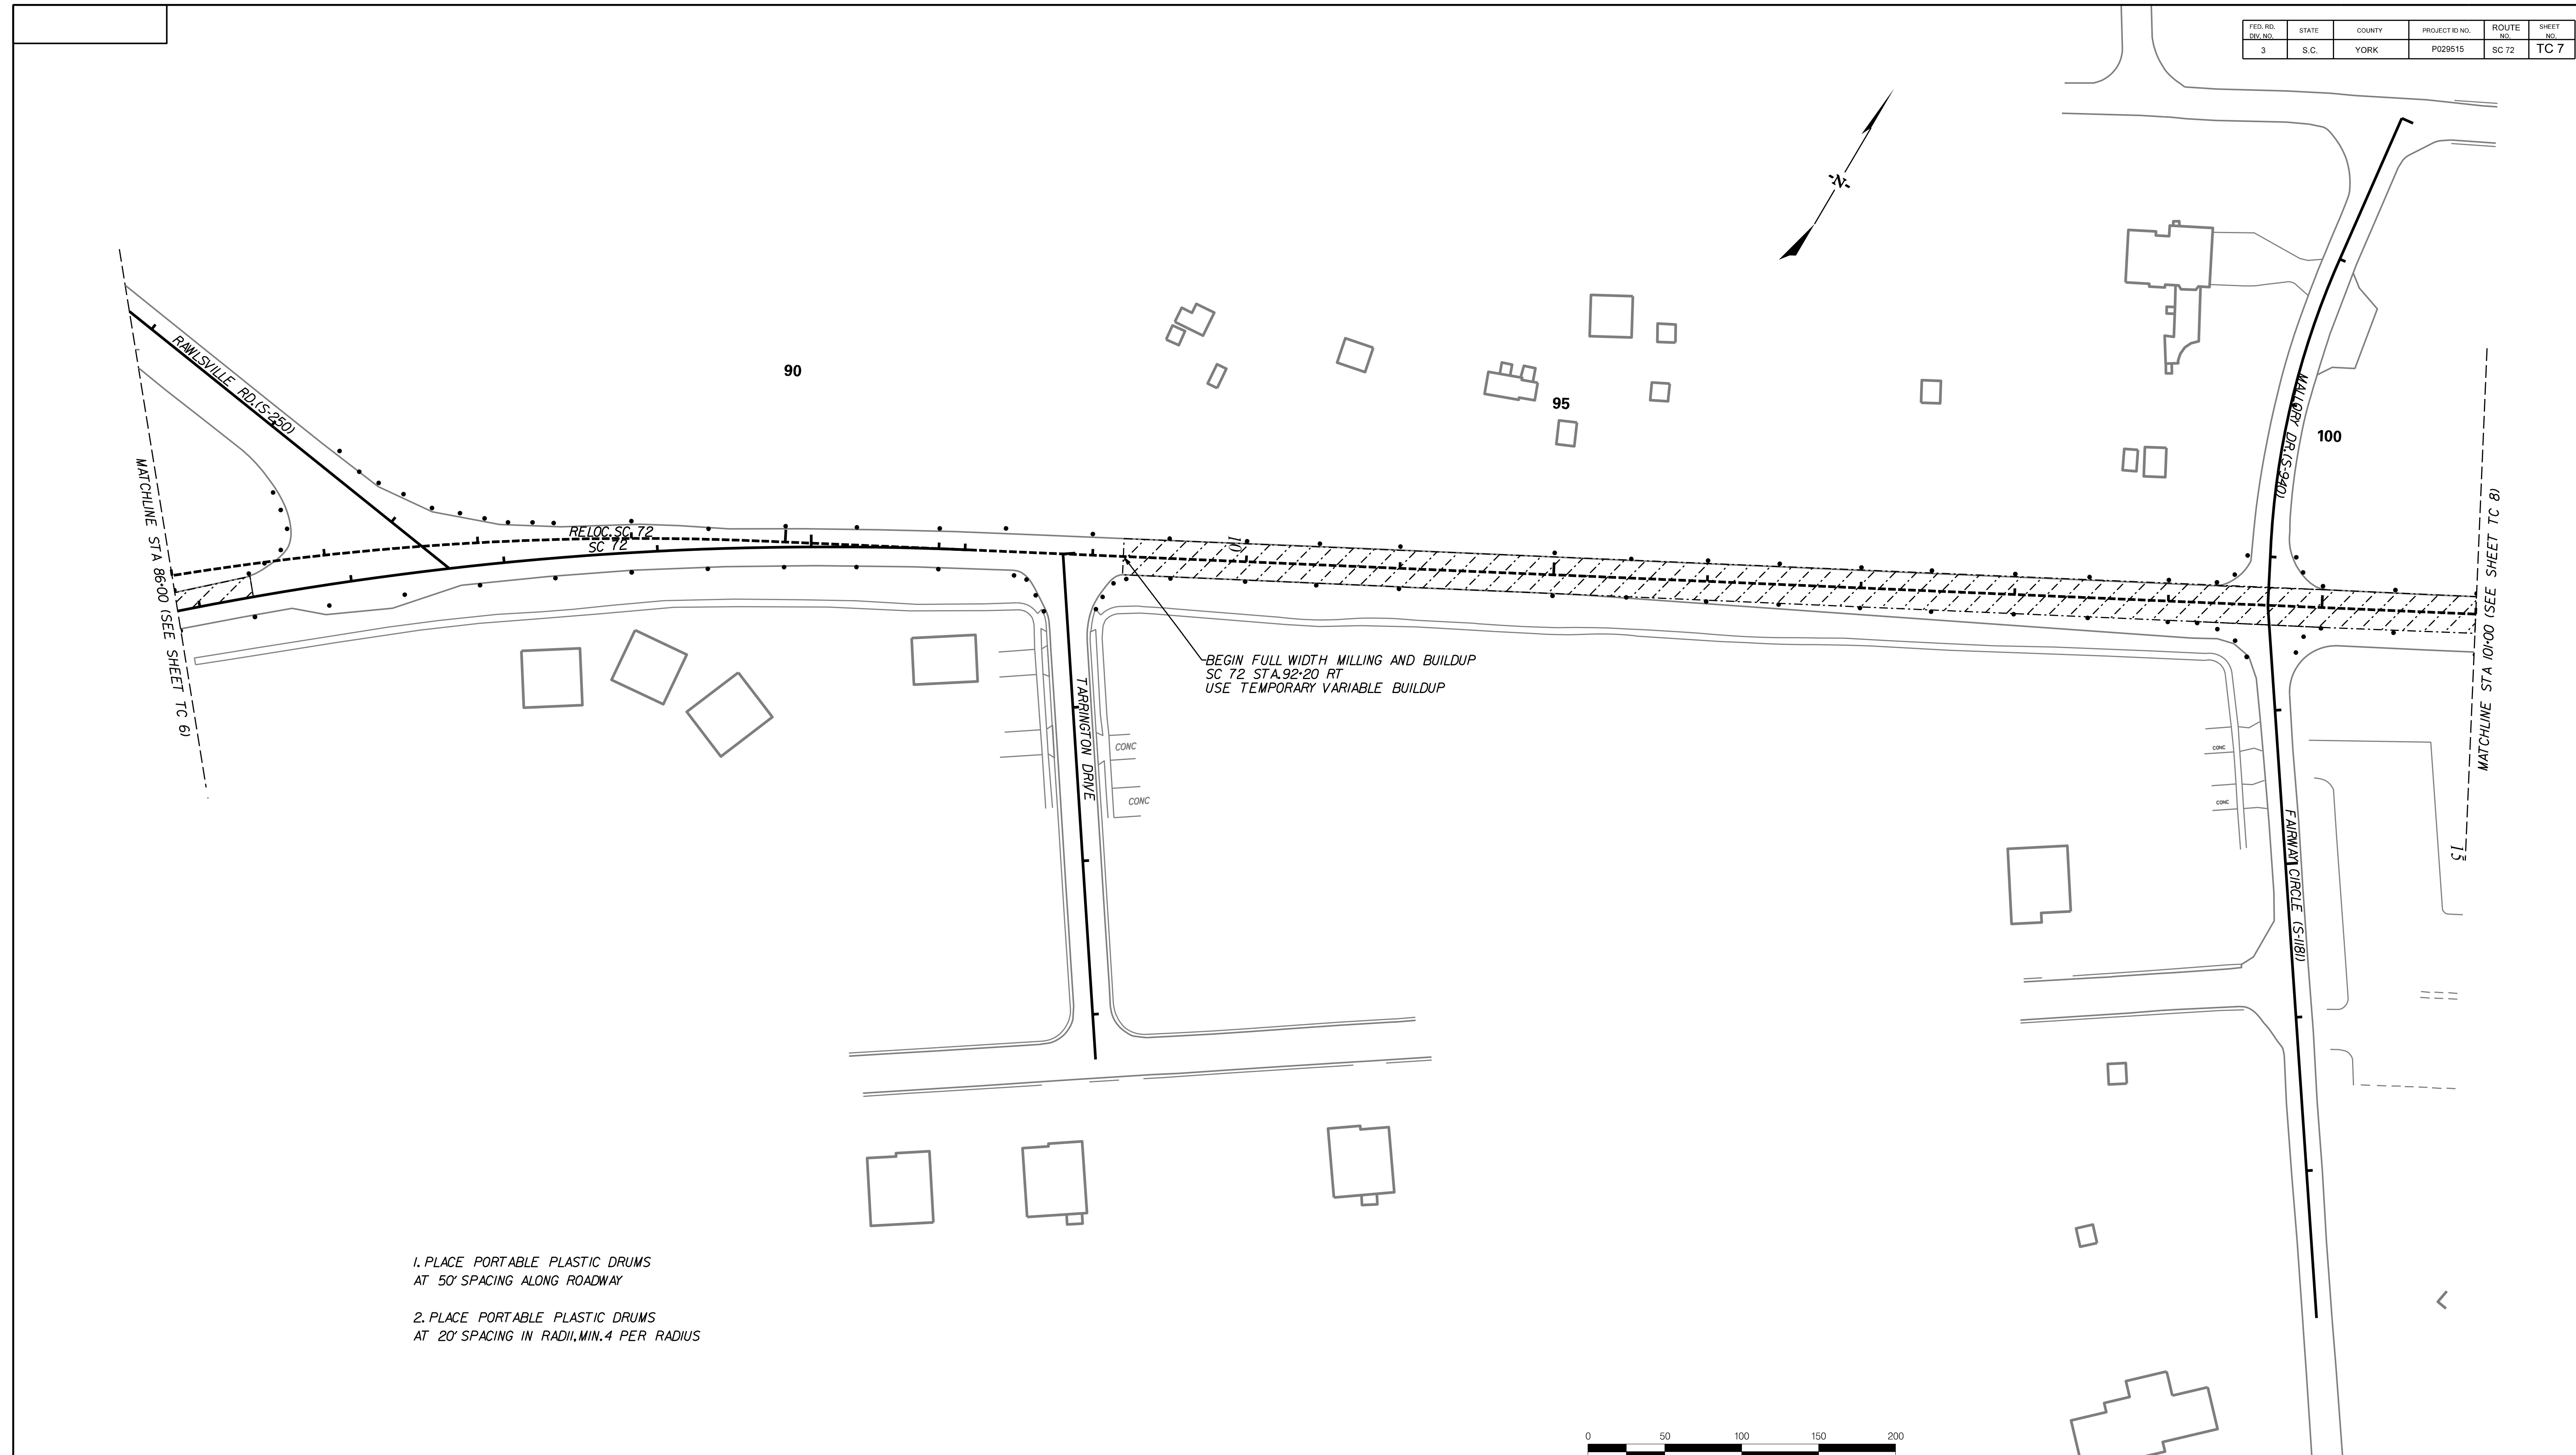 FED. RD. DIV. NO.
STATE
COUNTY
PROJECT ID NO.
ROUTE NO.
SHEET NO.
3
S.C.
YORK
P029515
SC 72
TC 7
-N-
RAWLSVILLE RD.(S-250)
90
95
100
MALLORY DR.(S-940)
MATCHLINE STA 86+00 (SEE SHEET TC 6)
RELOC.SC 72
SC 72
10
MATCHLINE STA 101+00 (SEE SHEET TC 8)
BEGIN FULL WIDTH MILLING AND BUILDUP
SC 72 STA.92+20 RT
USE TEMPORARY VARIABLE BUILDUP
TARRINGTON DRIVE
CONC
CONC
CONC
CONC
FAIRWAY CIRCLE (S-1181)
15
1. PLACE PORTABLE PLASTIC DRUMS
AT 50' SPACING ALONG ROADWAY
2. PLACE PORTABLE PLASTIC DRUMS
AT 20' SPACING IN RADII, MIN. 4 PER RADIUS
0 50 100 150 200